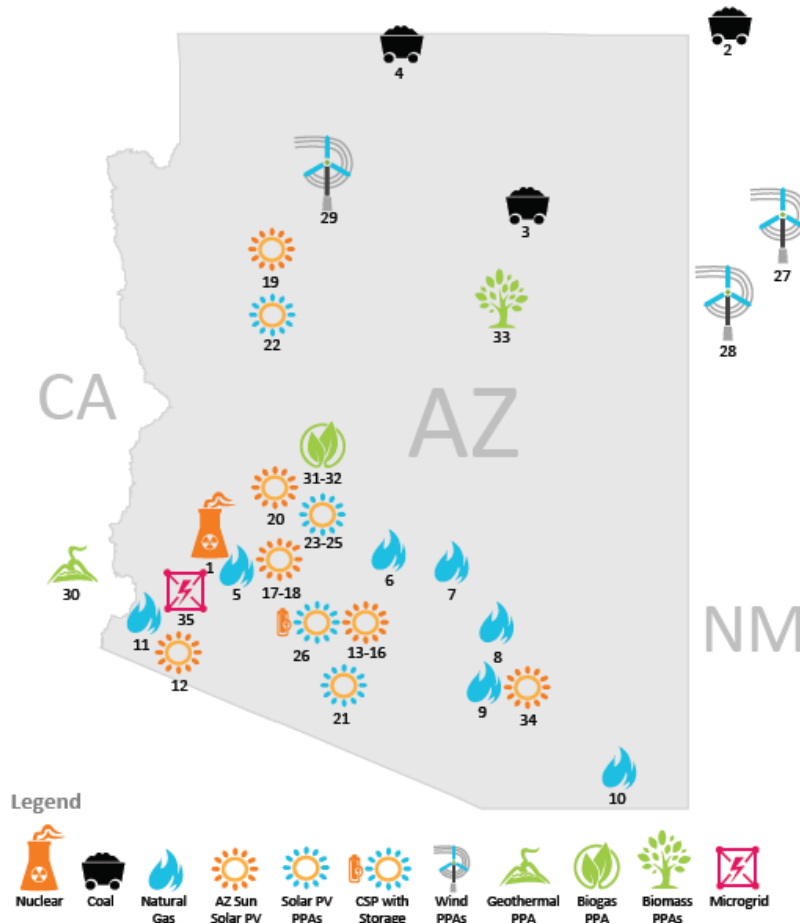 4
2
29
3
27
19
28
33
22
CA
AZ
31-32
20
23-25
1
6
30
5
17-18
7
35
NM
11
26
13-16
8
12
9
34
21
10
Legend
Nuclear
Coal
Natural
Gas
AZ Sun
Solar PV
Solar PV
PPAs
CSP with
Storage
Wind
PPAs
Geothermal
PPA
Biogas
PPA
Biomass
PPAs
Microgrid